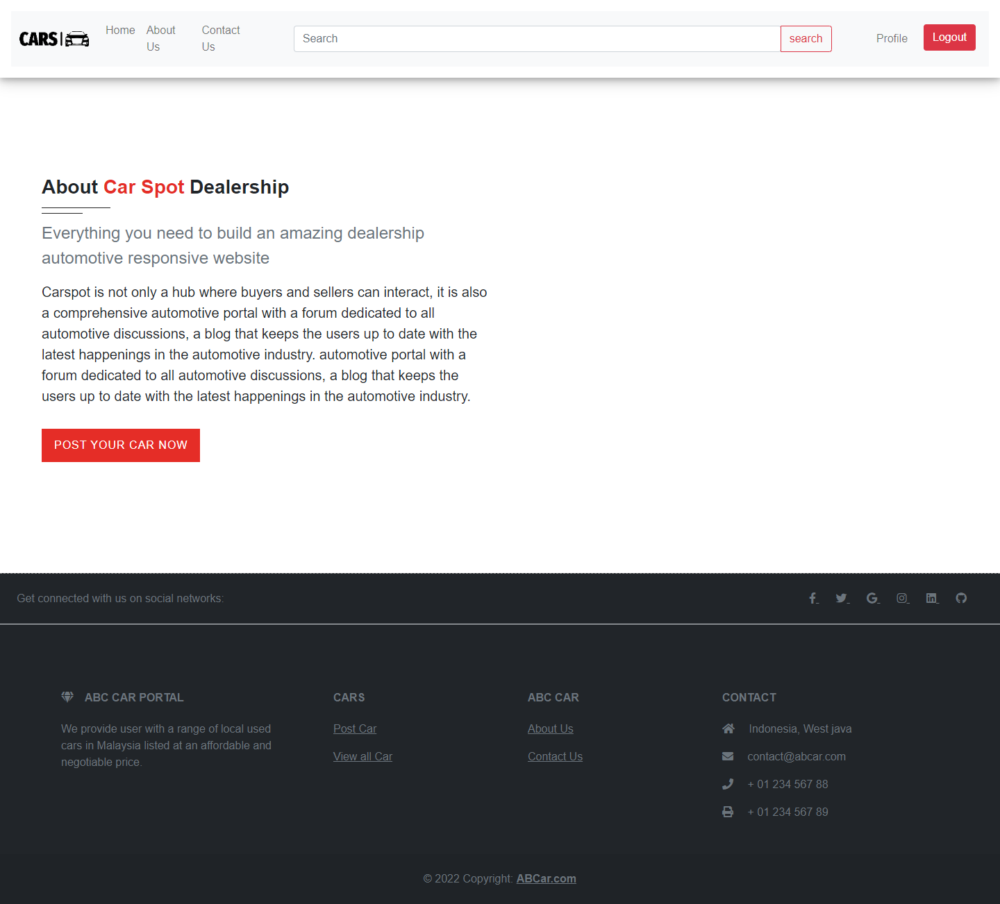 CARS
Home
About Us
Contact Us
Search
search
Profile
Logout
About Car Spot Dealership
Everything you need to build an amazing dealership
automotive responsive website
Carspot is not only a hub where buyers and sellers can interact, it is also
a comprehensive automotive portal with a forum dedicated to all
automotive discussions, a blog that keeps the users up to date with the
latest happenings in the automotive industry. automotive portal with a
forum dedicated to all automotive discussions, a blog that keeps the
users up to date with the latest happenings in the automotive industry.
POST YOUR CAR NOW
Get connected with us on social networks:
ABC CAR PORTAL
We provide user with a range of local used
cars in Malaysia listed at an affordable and
negotiable price.
CARS
Post Car
View all Car
ABC CAR
About Us
Contact Us
CONTACT
Indonesia, West java
contact@abcar.com
+ 01 234 567 88
+ 01 234 567 89
© 2022 Copyright: ABCar.com